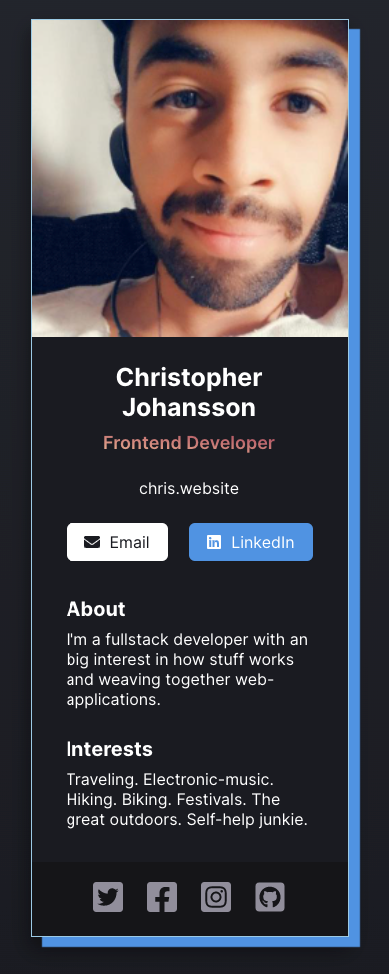 Christopher
Johansson
Frontend Developer
chris.website
Email
LinkedIn
About
I'm a fullstack developer with an
big interest in how stuff works
and weaving together web-
applications.
Interests
Traveling. Electronic-music.
Hiking. Biking. Festivals. The
great outdoors. Self-help junkie.